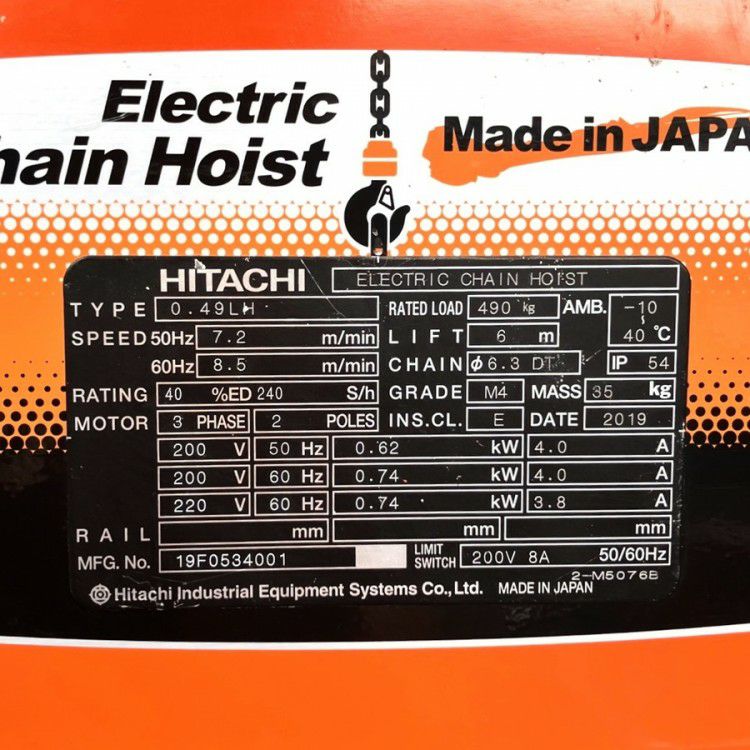 Electric
hain Hoist
Made in JAPA
HITACHI ELECTRIC CHAIN HOIST
TYPE 0.49LH RATED LOAD 490 kg AMB. -10 ~ 40 °C
SPEED 50Hz 7.2 m/min LIFT 6 m
60Hz 8.5 m/min CHAIN φ6.3 DT IP 54
RATING 40 %ED 240 S/h GRADE M4 MASS 35 kg
MOTOR 3 PHASE 2 POLES INS.CL. E DATE 2019
200 V 50 Hz 0.62 kW 4.0 A
200 V 60 Hz 0.74 kW 4.0 A
220 V 60 Hz 0.74 kW 3.8 A
RAIL mm mm mm
MFG. No. 19F0534001 LIMIT SWITCH 200V 8A 50/60Hz
2-M5076B
Hitachi Industrial Equipment Systems Co., Ltd. MADE IN JAPAN